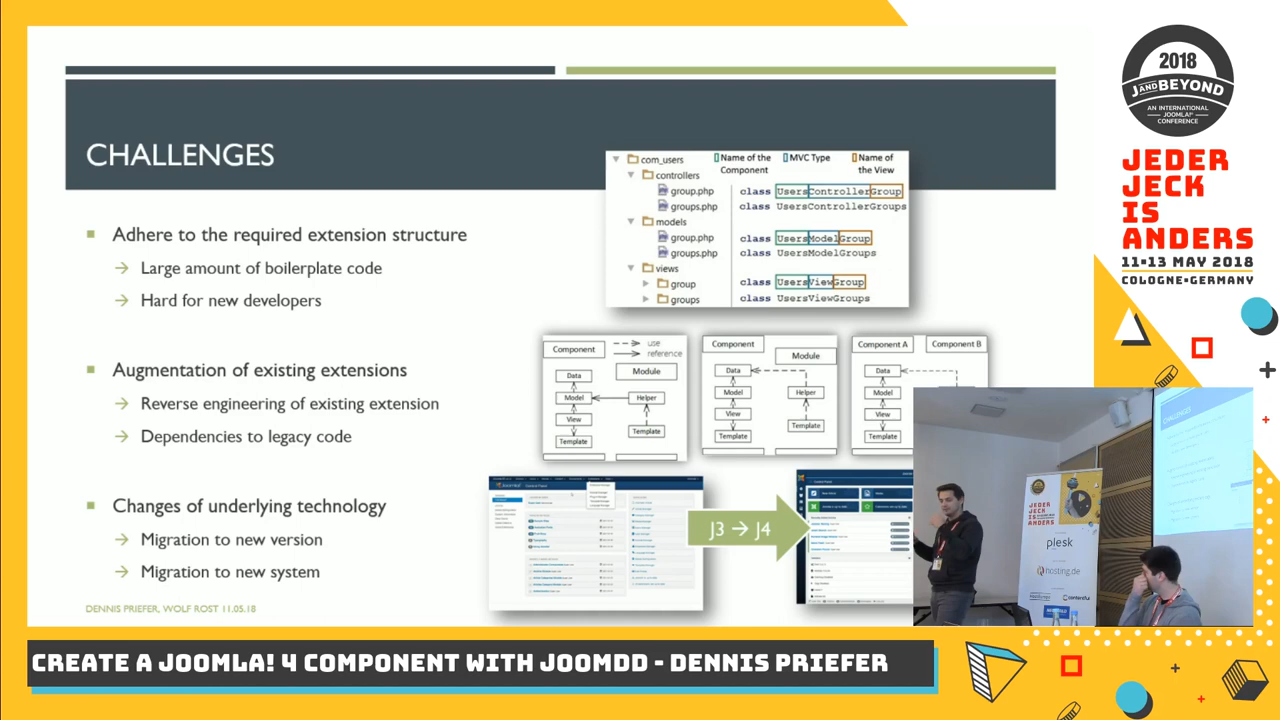 CHALLENGES
Adhere to the required extension structure
Large amount of boilerplate code
Hard for new developers
Augmentation of existing extensions
Reverse engineering of existing extension
Dependencies to legacy code
Changes of underlying technology
Migration to new version
Migration to new system
DENNIS PRIEFER, WOLF ROST 11.05.18
com_users
Name of the Component
MVC Type
Name of the View
controllers
group.php
class UsersControllerGroup
groups.php
class UsersControllerGroups
models
group.php
class UsersModelGroup
groups.php
class UsersModelGroups
views
group
class UsersViewGroup
groups
class UsersViewGroups
Component
use
reference
Module
Data
Model
Helper
View
Template
Template
Component
Module
Data
Model
Helper
View
Template
Template
Component A
Component B
Data
Model
View
Template
J3 → J4
CHALLENGES
JEDER
JECK
IS
ANDERS
plesk
hosting.de
contentful
2018
J AND BEYOND
AN INTERNATIONAL
JOOMLA!
CONFERENCE
JEDER
JECK
IS
ANDERS
11-13 MAY 2018
COLOGNE•GERMANY
CREATE A JOOMLA! 4 COMPONENT WITH JOOMDD - DENNIS PRIEFER